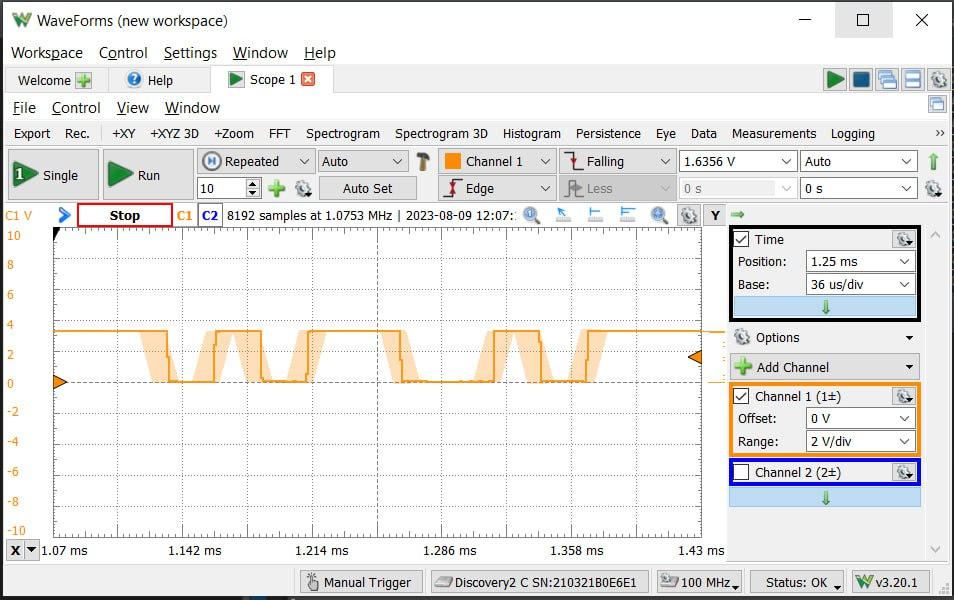 WaveForms (new workspace)
Workspace Control Settings Window Help
Welcome Help Scope 1
File Control View Window
Export Rec. +XY +XYZ 3D +Zoom FFT Spectrogram Spectrogram 3D Histogram Persistence Eye Data Measurements Logging »
1 Single Run Repeated Auto Channel 1 Falling 1.6356 V Auto
10 Auto Set Edge Less 0 s 0 s
C1 V Stop C1 C2 8192 samples at 1.0753 MHz | 2023-08-09 12:07: Y
10
8
6
4
2
0
-2
-4
-6
-8
-10
X 1.07 ms 1.142 ms 1.214 ms 1.286 ms 1.358 ms 1.43 ms
Time
Position: 1.25 ms
Base: 36 us/div
Options
Add Channel
Channel 1 (1±)
Offset: 0 V
Range: 2 V/div
Channel 2 (2±)
Manual Trigger Discovery2 C SN:210321B0E6E1 100 MHz Status: OK v3.20.1